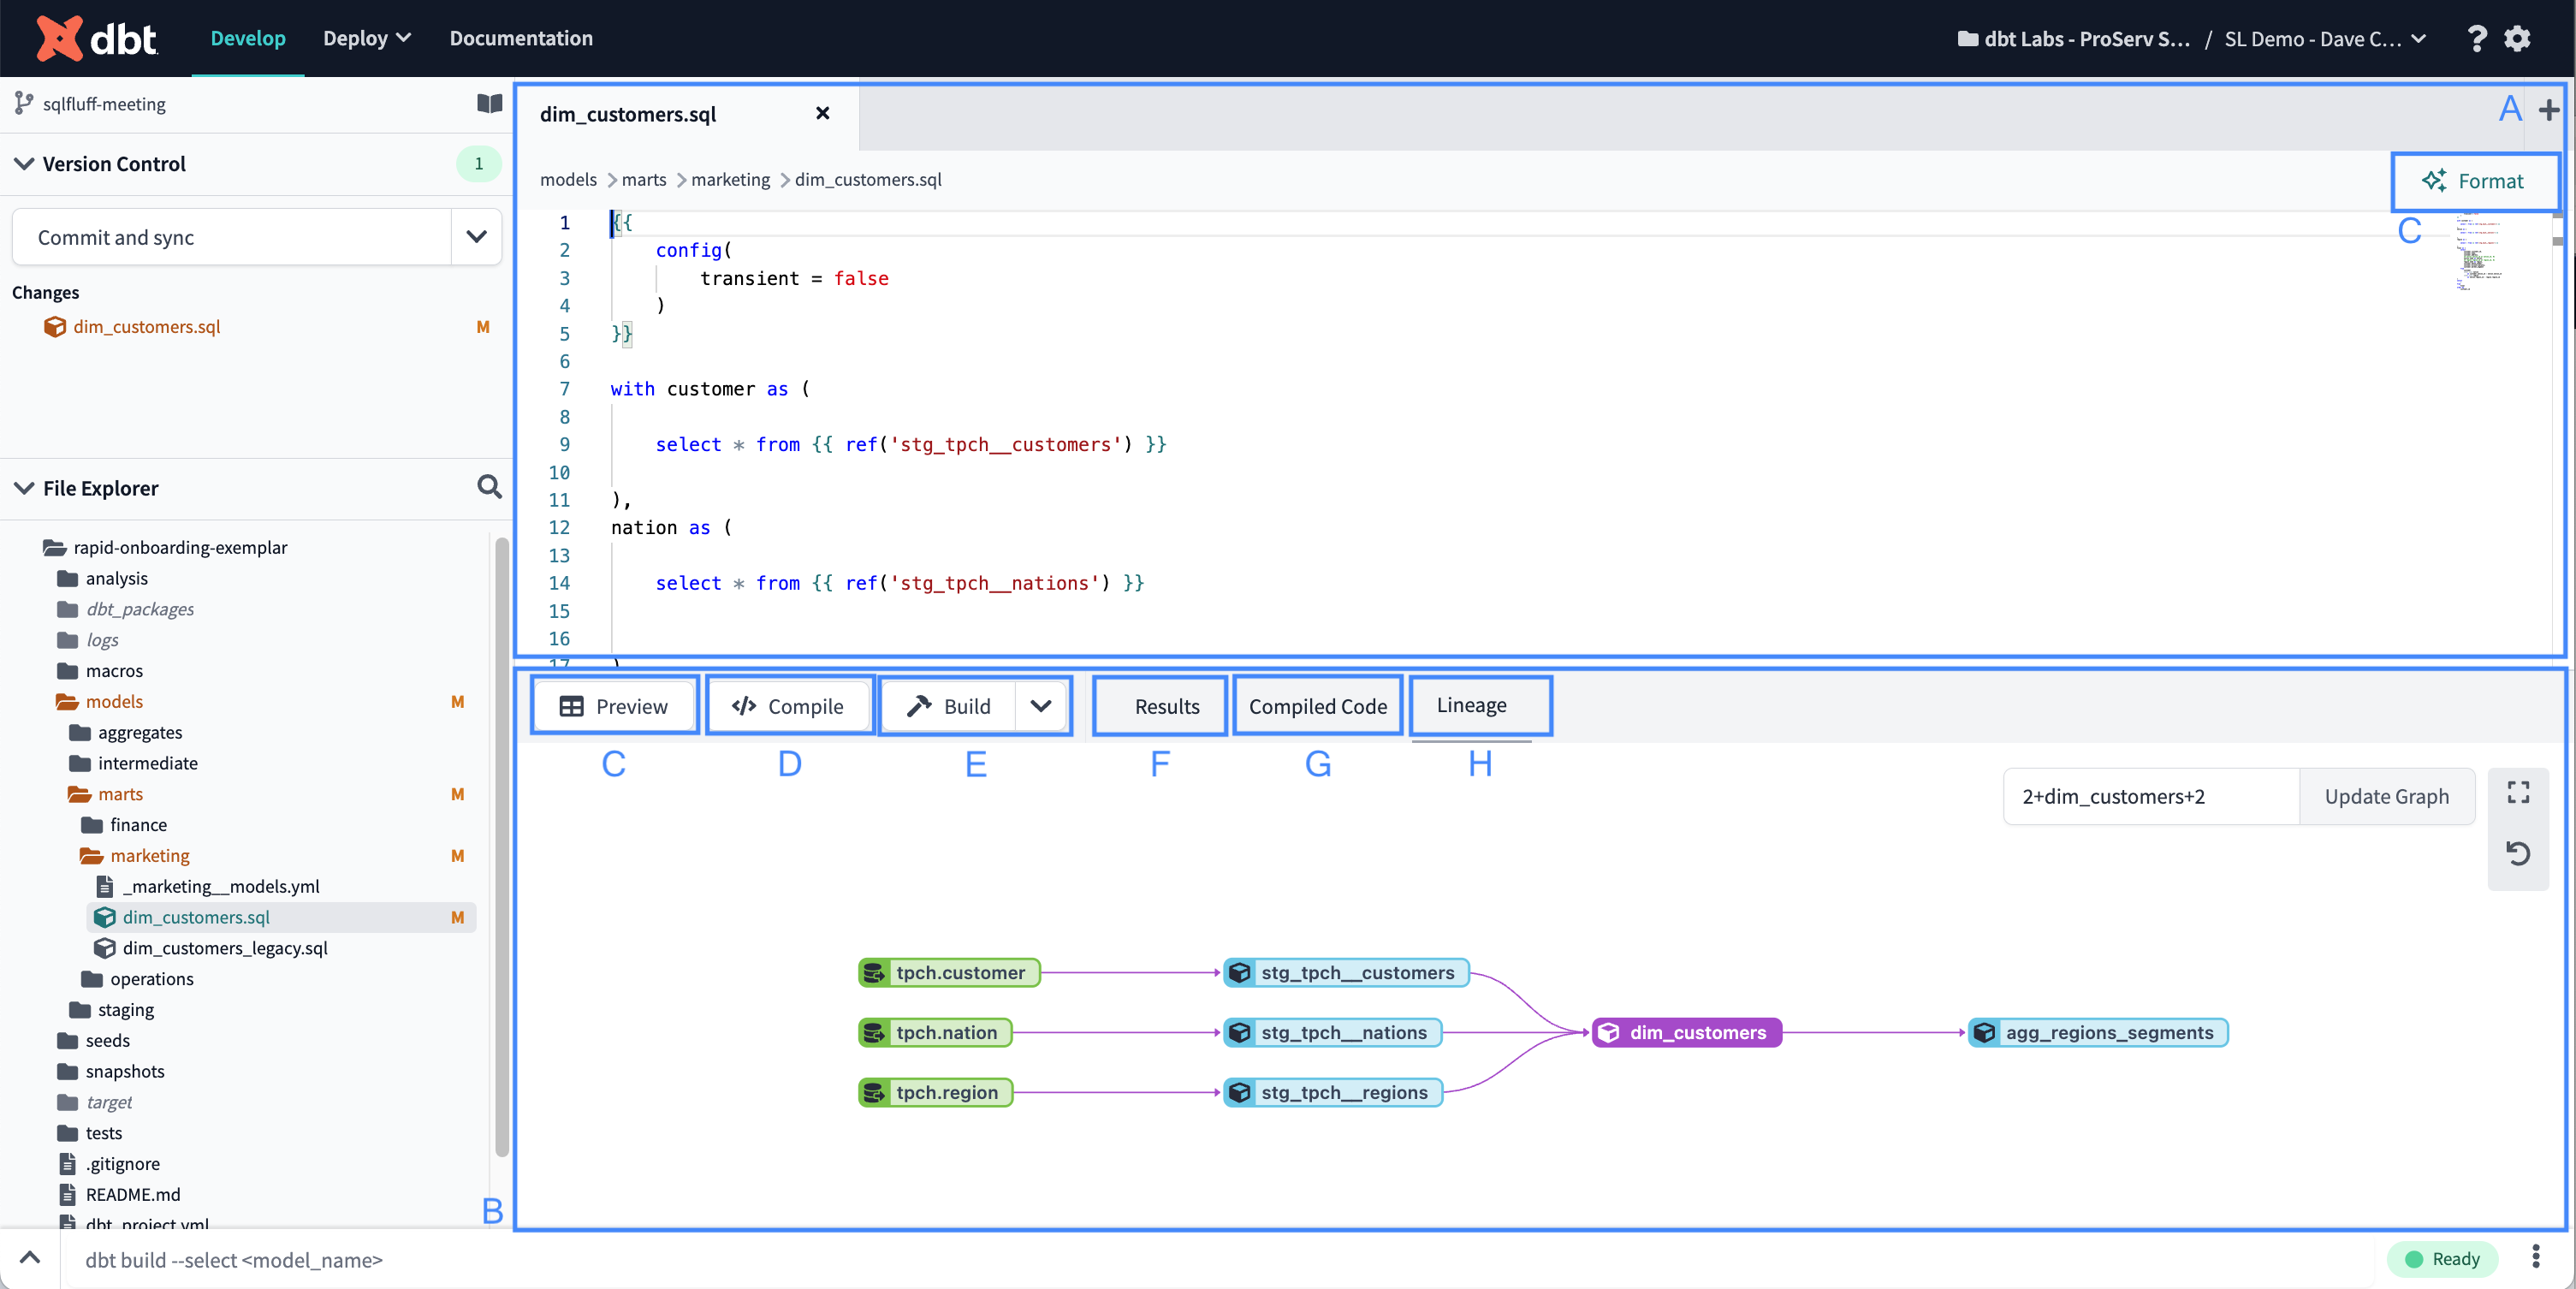 dbt
Develop
Deploy
Documentation
dbt Labs - ProServ S... / SL Demo - Dave C...
sqlfluff-meeting
Version Control
1
Commit and sync
Changes
dim_customers.sql M
File Explorer
rapid-onboarding-exemplar
analysis
dbt_packages
logs
macros
models M
aggregates
intermediate
marts M
finance
marketing M
_marketing__models.yml
dim_customers.sql M
dim_customers_legacy.sql
operations
staging
seeds
snapshots
target
tests
.gitignore
README.md
dbt_project.yml
B
dim_customers.sql
A
models > marts > marketing > dim_customers.sql
Format
C
1 {{
2 config(
3 transient = false
4 )
5 }}
6
7 with customer as (
8
9 select * from {{ ref('stg_tpch__customers') }}
10
11 ),
12 nation as (
13
14 select * from {{ ref('stg_tpch__nations') }}
15
16
17 )
Preview
Compile
Build
Results
Compiled Code
Lineage
C
D
E
F
G
H
2+dim_customers+2
Update Graph
tpch.customer
stg_tpch__customers
tpch.nation
stg_tpch__nations
dim_customers
agg_regions_segments
tpch.region
stg_tpch__regions
dbt build --select <model_name>
Ready